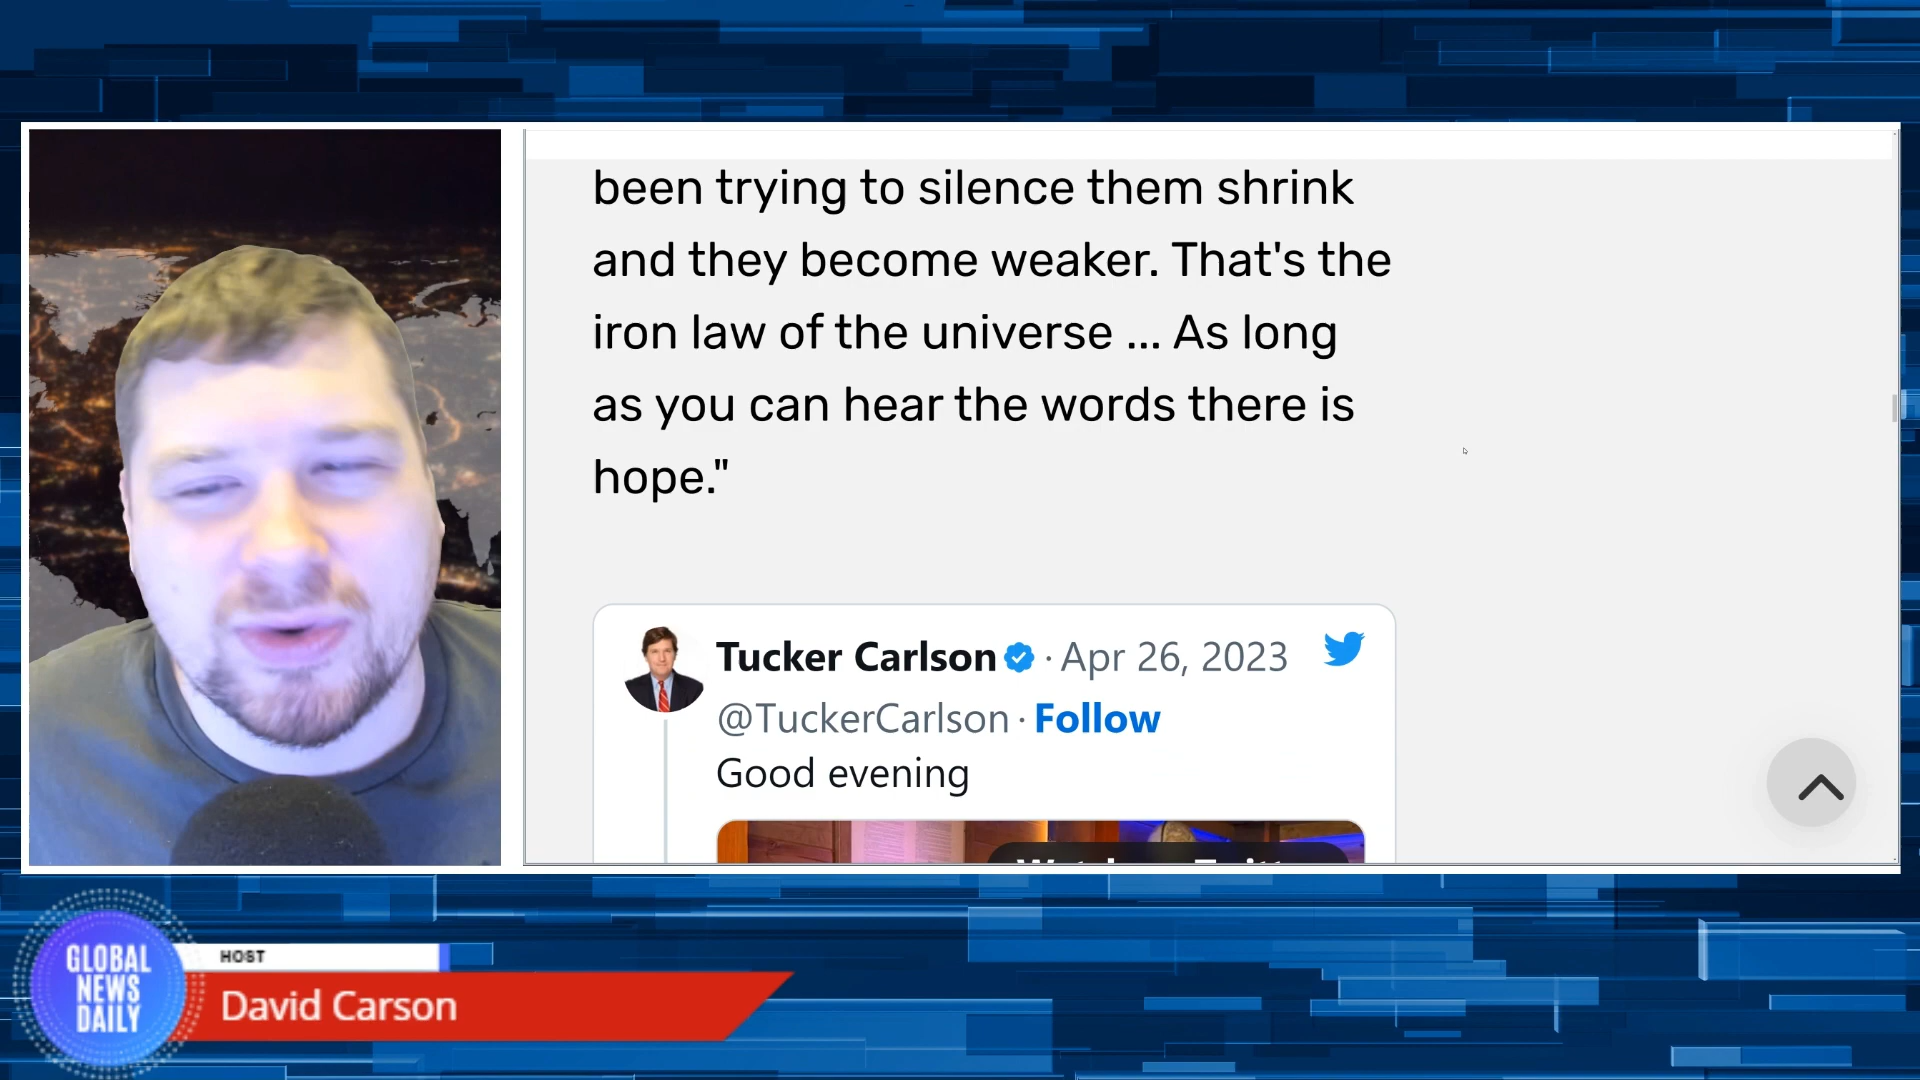 been trying to silence them shrink
and they become weaker. That's the
iron law of the universe ... As long
as you can hear the words there is
hope."
Tucker Carlson · Apr 26, 2023
@TuckerCarlson · Follow
Good evening
GLOBAL
NEWS
DAILY
HOST
David Carson